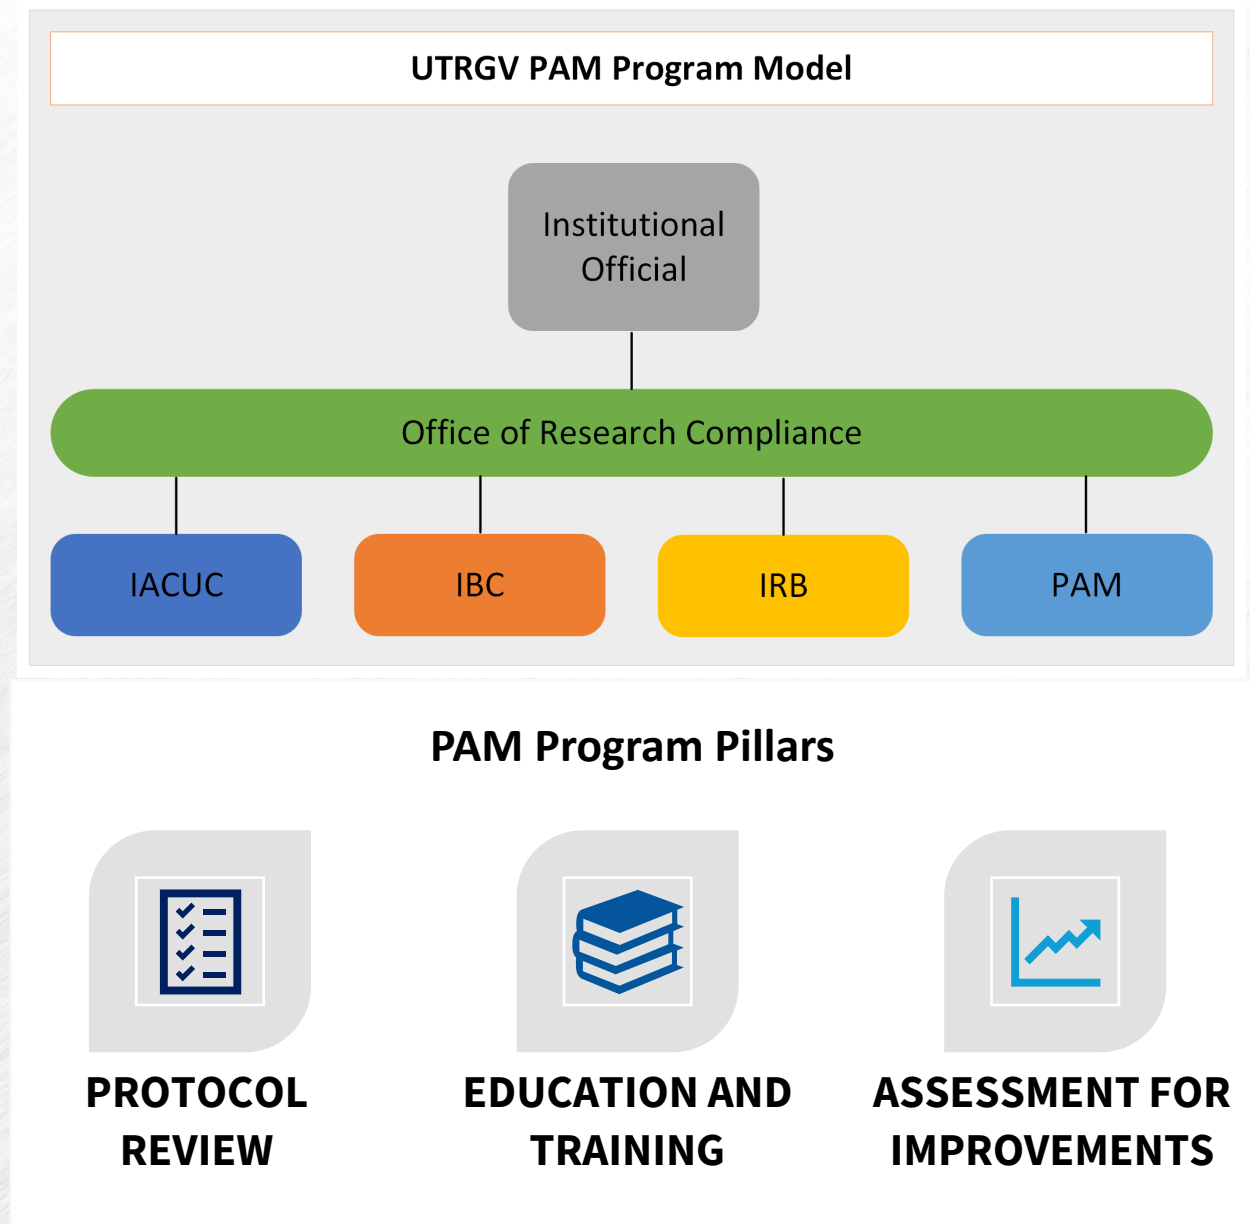 UTRGV PAM Program Model
Institutional
Official
Office of Research Compliance
IACUC
IBC
IRB
PAM
PAM Program Pillars
PROTOCOL
REVIEW
EDUCATION AND
TRAINING
ASSESSMENT FOR
IMPROVEMENTS